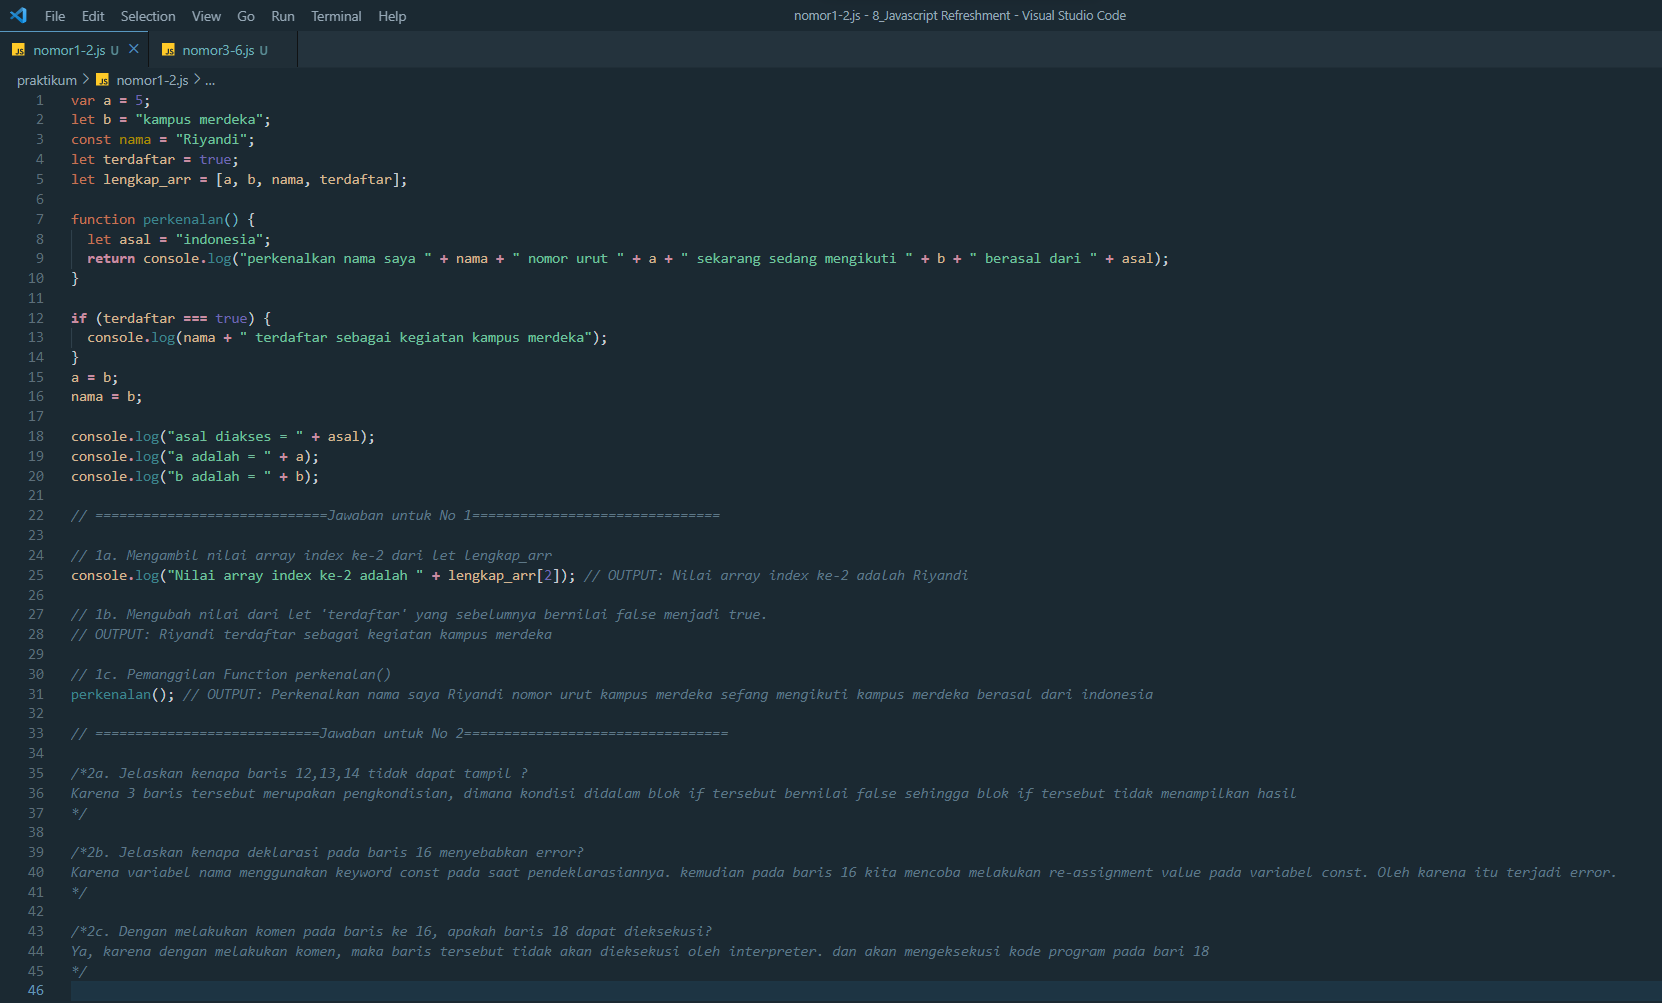 File Edit Selection View Go Run Terminal Help
nomor1-2.js - 8_Javascript Refreshment - Visual Studio Code
JS nomor1-2.js U × JS nomor3-6.js U
praktikum > JS nomor1-2.js > ...
1 var a = 5;
2 let b = "kampus merdeka";
3 const nama = "Riyandi";
4 let terdaftar = true;
5 let lengkap_arr = [a, b, nama, terdaftar];
6
7 function perkenalan() {
8 let asal = "indonesia";
9 return console.log("perkenalkan nama saya " + nama + " nomor urut " + a + " sekarang sedang mengikuti " + b + " berasal dari " + asal);
10 }
11
12 if (terdaftar === true) {
13 console.log(nama + " terdaftar sebagai kegiatan kampus merdeka");
14 }
15 a = b;
16 nama = b;
17
18 console.log("asal diakses = " + asal);
19 console.log("a adalah = " + a);
20 console.log("b adalah = " + b);
21
22 // =============================Jawaban untuk No 1===============================
23
24 // 1a. Mengambil nilai array index ke-2 dari let lengkap_arr
25 console.log("Nilai array index ke-2 adalah " + lengkap_arr[2]); // OUTPUT: Nilai array index ke-2 adalah Riyandi
26
27 // 1b. Mengubah nilai dari let 'terdaftar' yang sebelumnya bernilai false menjadi true.
28 // OUTPUT: Riyandi terdaftar sebagai kegiatan kampus merdeka
29
30 // 1c. Pemanggilan Function perkenalan()
31 perkenalan(); // OUTPUT: Perkenalkan nama saya Riyandi nomor urut kampus merdeka sefang mengikuti kampus merdeka berasal dari indonesia
32
33 // ============================Jawaban untuk No 2=================================
34
35 /*2a. Jelaskan kenapa baris 12,13,14 tidak dapat tampil ?
36 Karena 3 baris tersebut merupakan pengkondisian, dimana kondisi didalam blok if tersebut bernilai false sehingga blok if tersebut tidak menampilkan hasil
37 */
38
39 /*2b. Jelaskan kenapa deklarasi pada baris 16 menyebabkan error?
40 Karena variabel nama menggunakan keyword const pada saat pendeklarasiannya. kemudian pada baris 16 kita mencoba melakukan re-assignment value pada variabel const. Oleh karena itu terjadi error.
41 */
42
43 /*2c. Dengan melakukan komen pada baris ke 16, apakah baris 18 dapat dieksekusi?
44 Ya, karena dengan melakukan komen, maka baris tersebut tidak akan dieksekusi oleh interpreter. dan akan mengeksekusi kode program pada bari 18
45 */
46